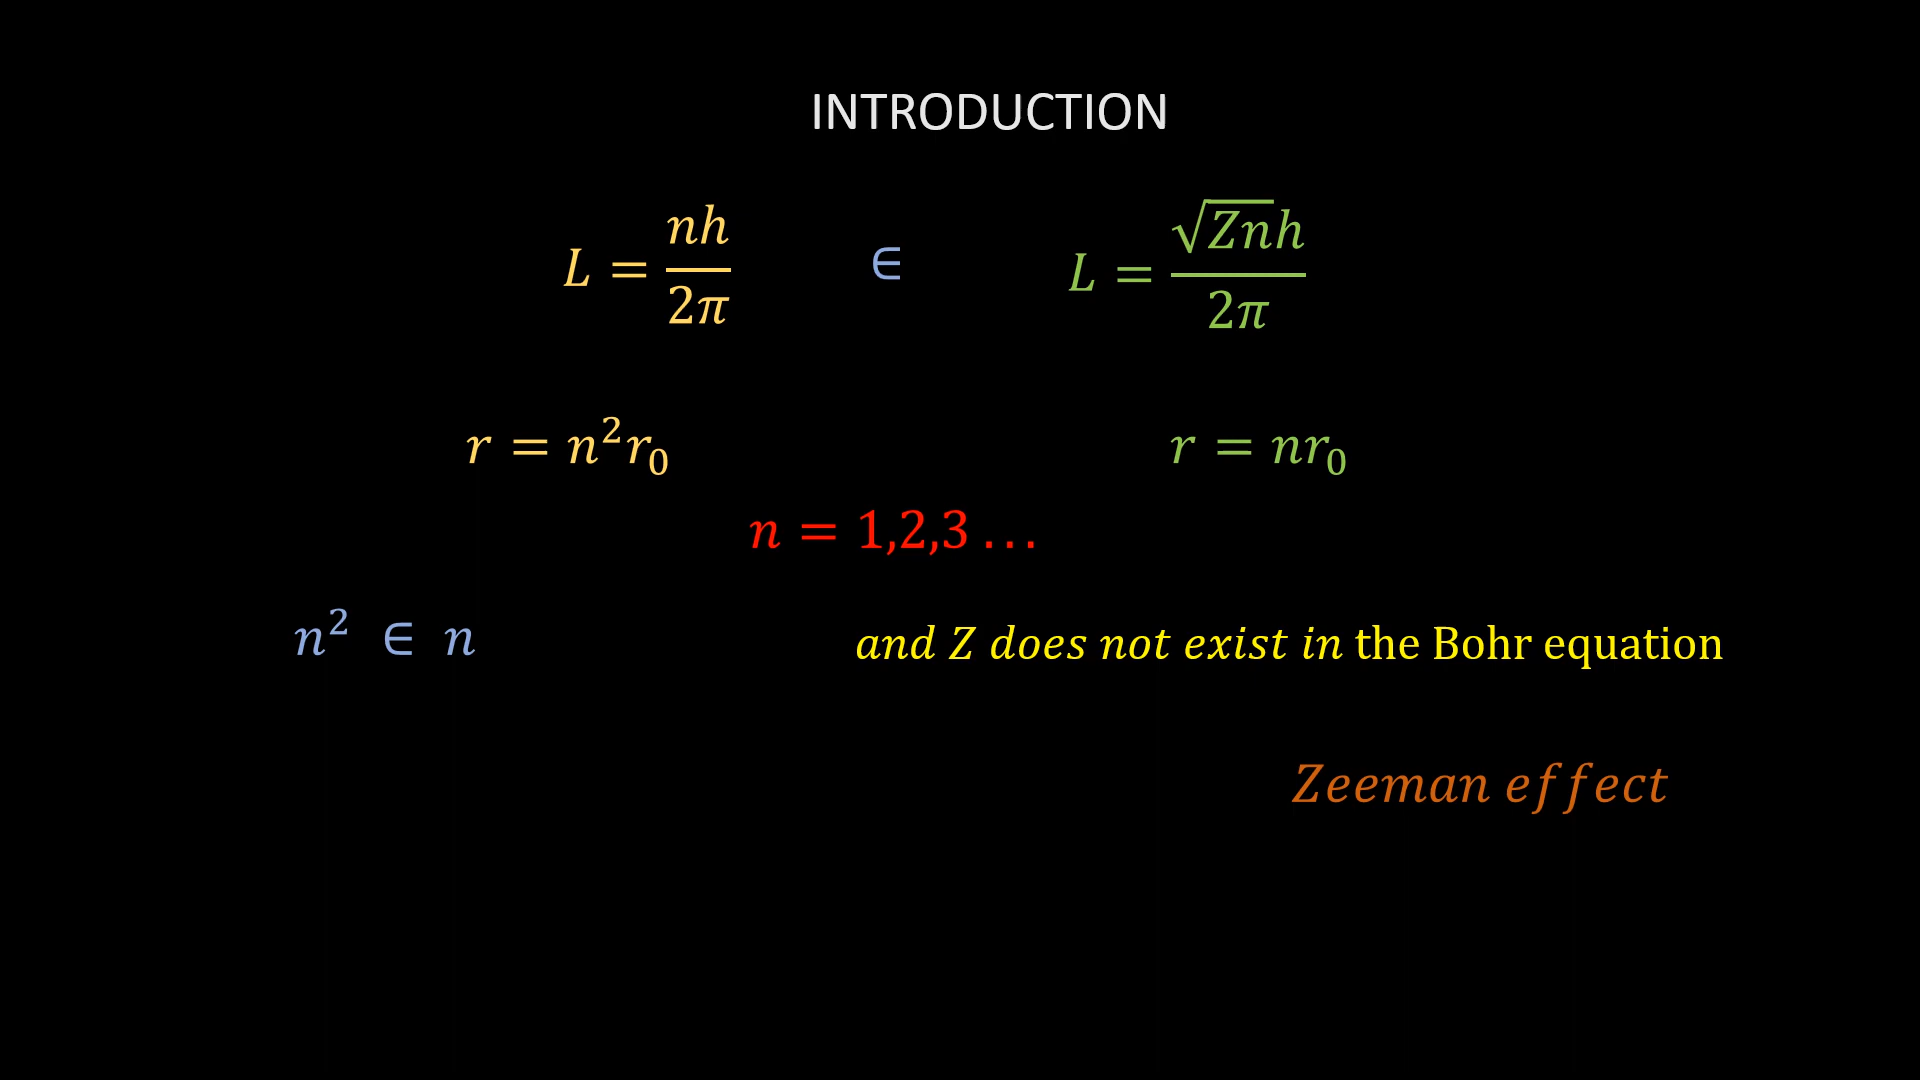 INTRODUCTION
L = nh/2π ∈ L = √(Zn)h/2π
r = n²r₀ r = nr₀
n = 1,2,3 …
n² ∈ n and Z does not exist in the Bohr equation
Zeeman effect